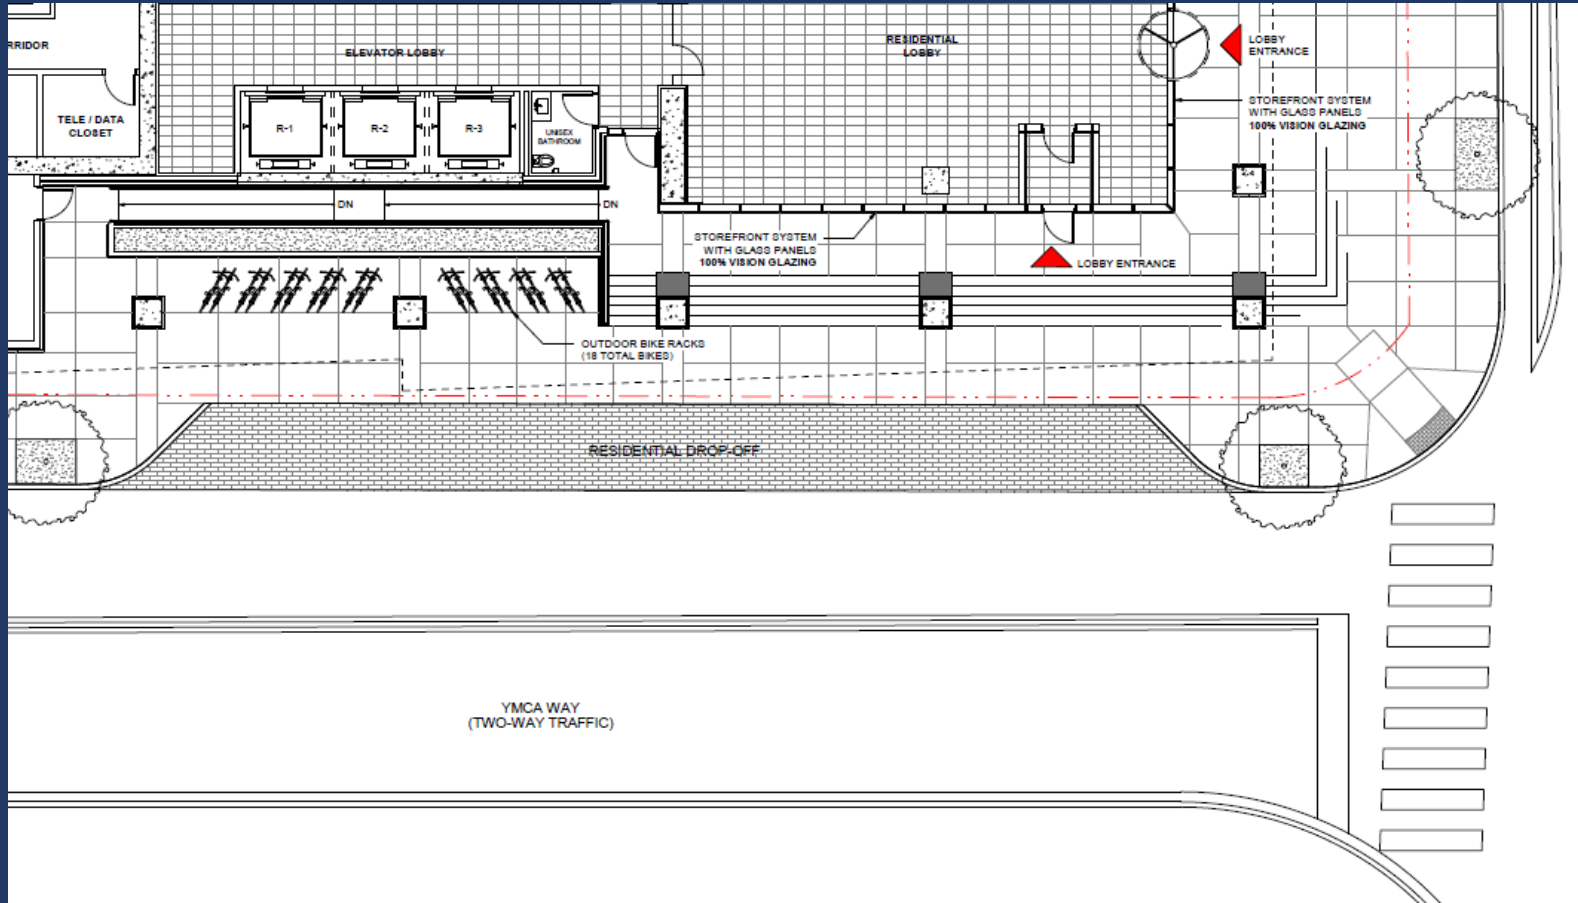 RRIDOR
ELEVATOR LOBBY
RESIDENTIAL
LOBBY
LOBBY
ENTRANCE
TELE / DATA
CLOSET
R-1
R-2
R-3
UNISEX
BATHROOM
STOREFRONT SYSTEM
WITH GLASS PANELS
100% VISION GLAZING
DN
DN
STOREFRONT SYSTEM
WITH GLASS PANELS
100% VISION GLAZING
LOBBY ENTRANCE
OUTDOOR BIKE RACKS
(18 TOTAL BIKES)
RESIDENTIAL DROP-OFF
YMCA WAY
(TWO-WAY TRAFFIC)